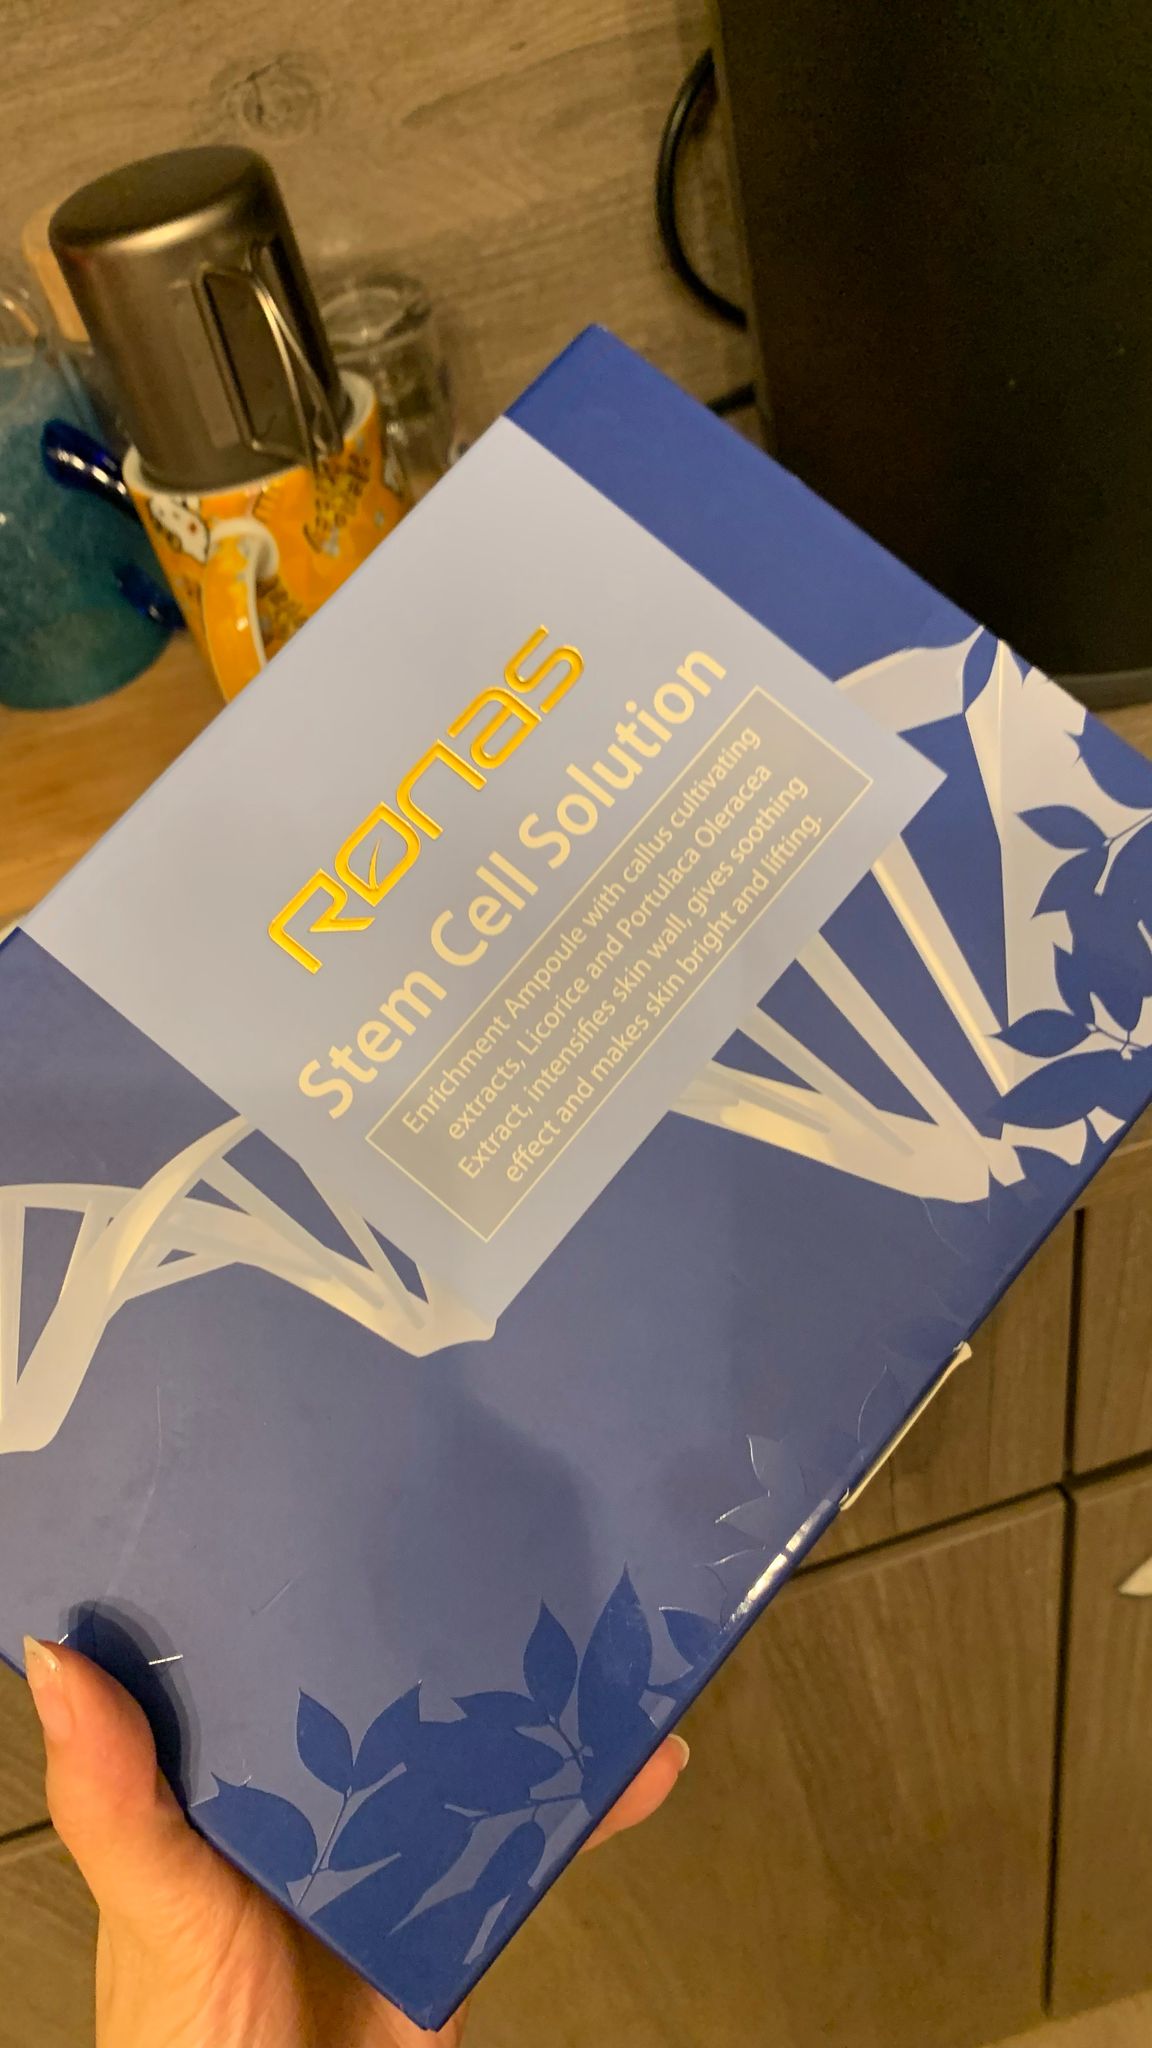 Ronas
Stem Cell Solution
Enrichment Ampoule with callus cultivating
extracts, Licorice and Portulaca Oleracea
Extract, intensifies skin wall, gives soothing
effect and makes skin bright and lifting.